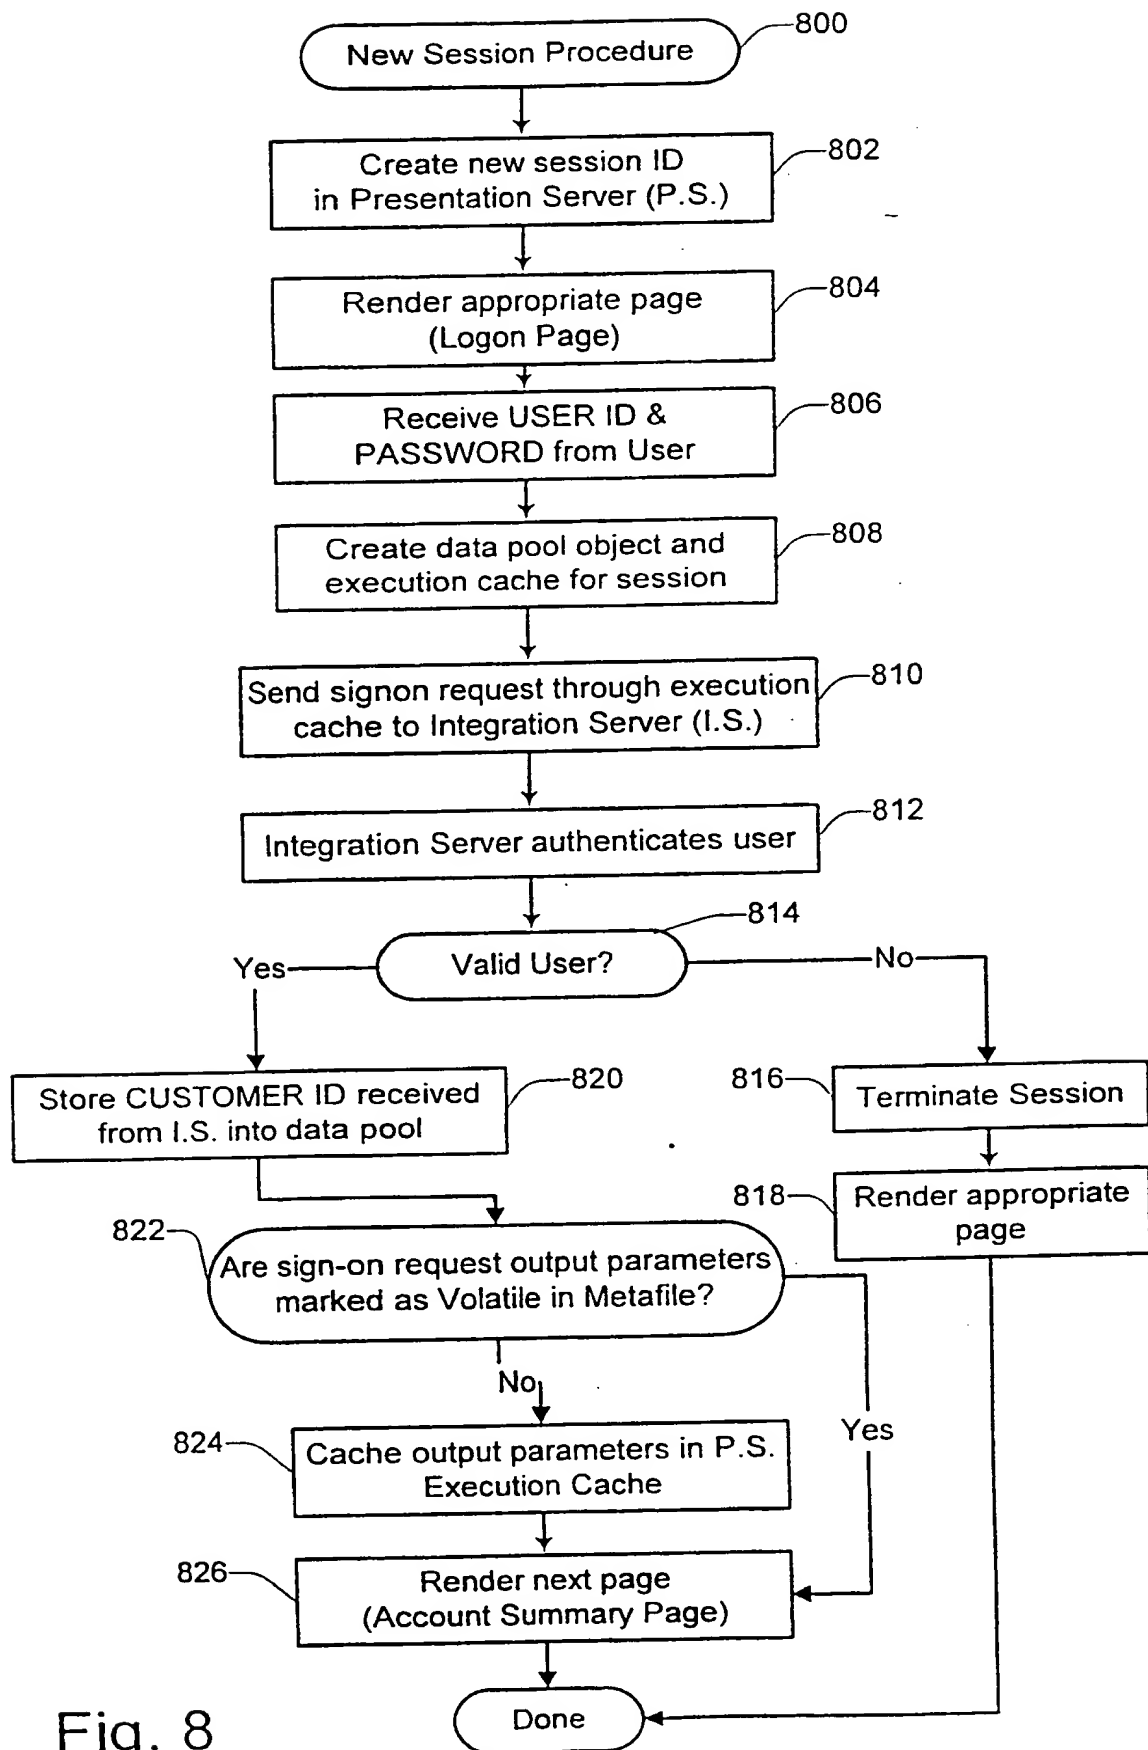 800
New Session Procedure
802
Create new session ID
in Presentation Server (P.S.)
804
Render appropriate page
(Logon Page)
806
Receive USER ID &
PASSWORD from User
808
Create data pool object and
execution cache for session
810
Send signon request through execution
cache to Integration Server (I.S.)
812
Integration Server authenticates user
814
Valid User?
Yes
No
820
Store CUSTOMER ID received
from I.S. into data pool
816
Terminate Session
818
Render appropriate
page
822
Are sign-on request output parameters
marked as Volatile in Metafile?
No
Yes
824
Cache output parameters in P.S.
Execution Cache
826
Render next page
(Account Summary Page)
Done
Fig. 8